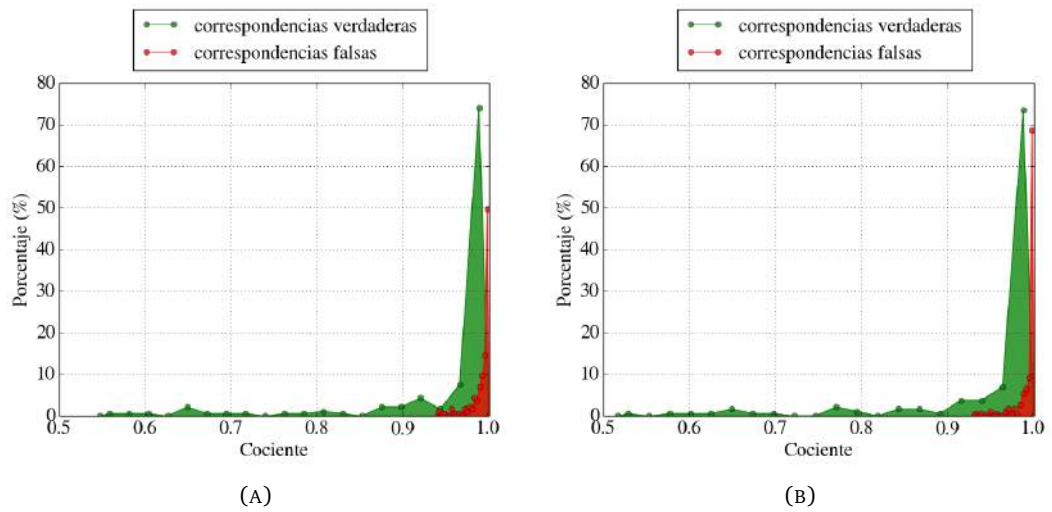 correspondencias verdaderas
correspondencias falsas
80
70
60
50
40
30
20
10
0
0.5 0.6 0.7 0.8 0.9 1.0
Porcentaje (%)
Cociente
(A)
correspondencias verdaderas
correspondencias falsas
80
70
60
50
40
30
20
10
0
0.5 0.6 0.7 0.8 0.9 1.0
Porcentaje (%)
Cociente
(B)